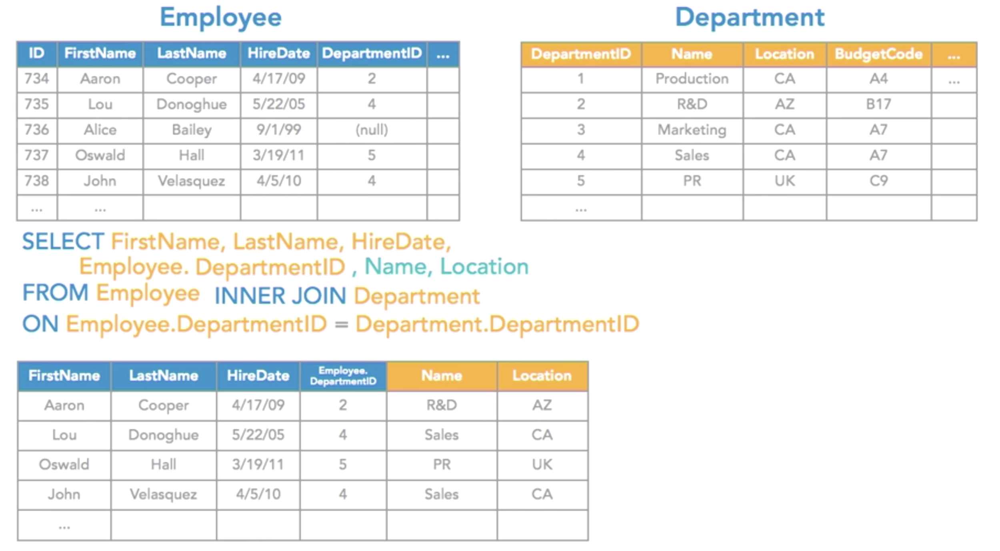 Employee
ID FirstName LastName HireDate DepartmentID ...
734 Aaron Cooper 4/17/09 2
735 Lou Donoghue 5/22/05 4
736 Alice Bailey 9/1/99 (null)
737 Oswald Hall 3/19/11 5
738 John Velasquez 4/5/10 4
... ...
Department
DepartmentID Name Location BudgetCode ...
1 Production CA A4 ...
2 R&D AZ B17
3 Marketing CA A7
4 Sales CA A7
5 PR UK C9
...
SELECT FirstName, LastName, HireDate,
Employee. DepartmentID , Name, Location
FROM Employee INNER JOIN Department
ON Employee.DepartmentID = Department.DepartmentID
FirstName LastName HireDate Employee. DepartmentID Name Location
Aaron Cooper 4/17/09 2 R&D AZ
Lou Donoghue 5/22/05 4 Sales CA
Oswald Hall 3/19/11 5 PR UK
John Velasquez 4/5/10 4 Sales CA
...